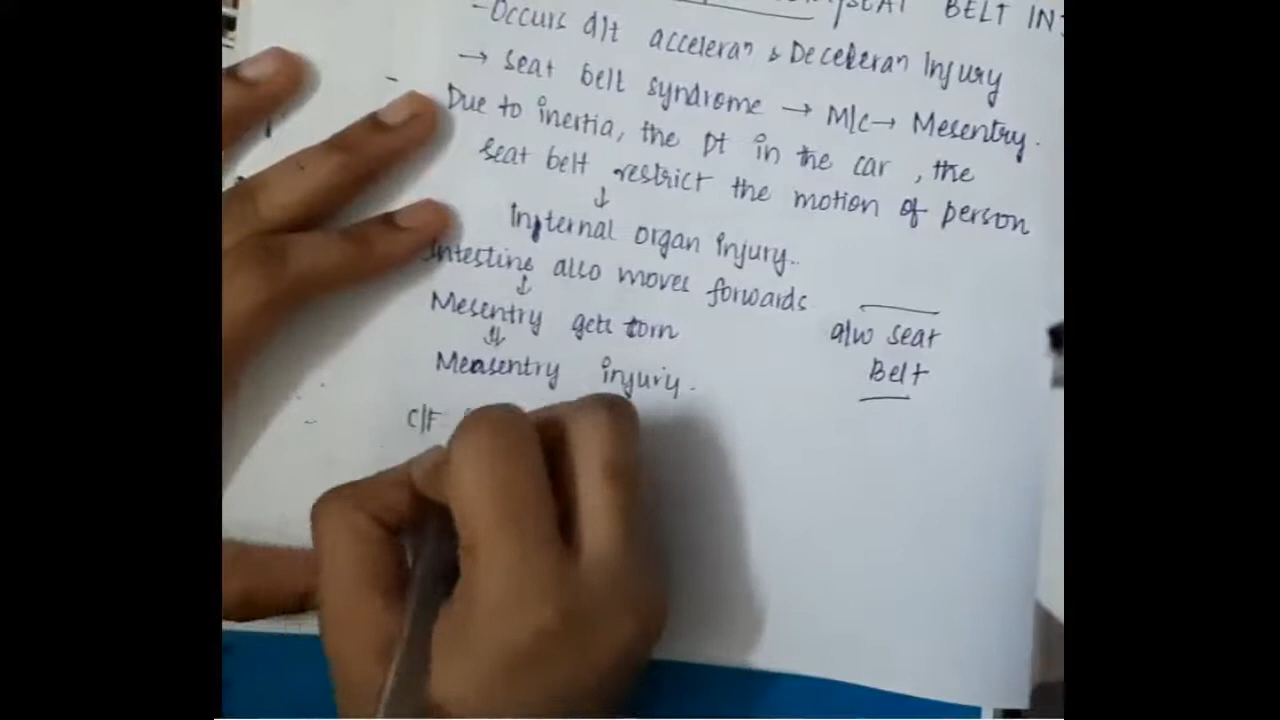 SEAT BELT INJ
- Occurs d/t acceleran & Deceleran Injury
→ seat belt syndrome → M/c → Mesentry.
- Due to inertia, the pt in the car, the
seat belt restrict the motion of person
↓
Internal organ injury.
Intestine also moves forwards
↓
Mesentry gets torn
⇓
Measentry injury.
a/w seat
Belt
C/F